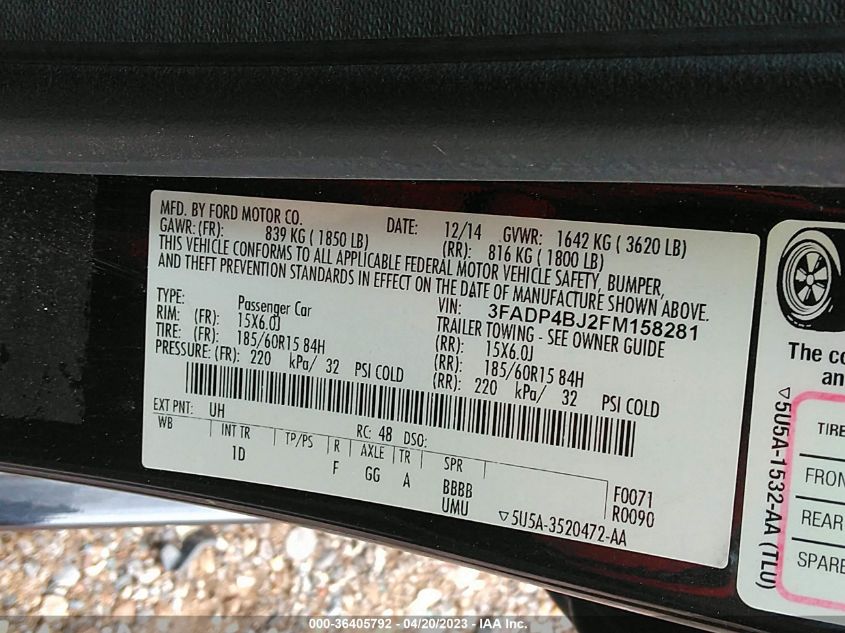 MFD. BY FORD MOTOR CO.
DATE: 12/14 GVWR: 1642 KG ( 3620 LB)
GAWR: (FR): 839 KG ( 1850 LB) (RR): 816 KG ( 1800 LB)
THIS VEHICLE CONFORMS TO ALL APPLICABLE FEDERAL MOTOR VEHICLE SAFETY, BUMPER,
AND THEFT PREVENTION STANDARDS IN EFFECT ON THE DATE OF MANUFACTURE SHOWN ABOVE.
VIN: 3FADP4BJ2FM158281
TYPE: Passenger Car TRAILER TOWING - SEE OWNER GUIDE
RIM: (FR): 15X6.0J (RR): 15X6.0J
TIRE: (FR): 185/60R15 84H (RR): 185/60R15 84H
PRESSURE: (FR): 220 kPa/ 32 PSI COLD (RR): 220 kPa/ 32 PSI COLD
EXT PNT: UH RC: 48 DSO:
WB INT TR TP/PS R AXLE TR SPR
1D F GG A BBBB F0071
UMU R0090
▽5U5A-3520472-AA
The co
an
▽5U5A-1532-AA (TLU)
TIRE
FRON
REAR
SPARE
000-36405792 - 04/20/2023 - IAA Inc.